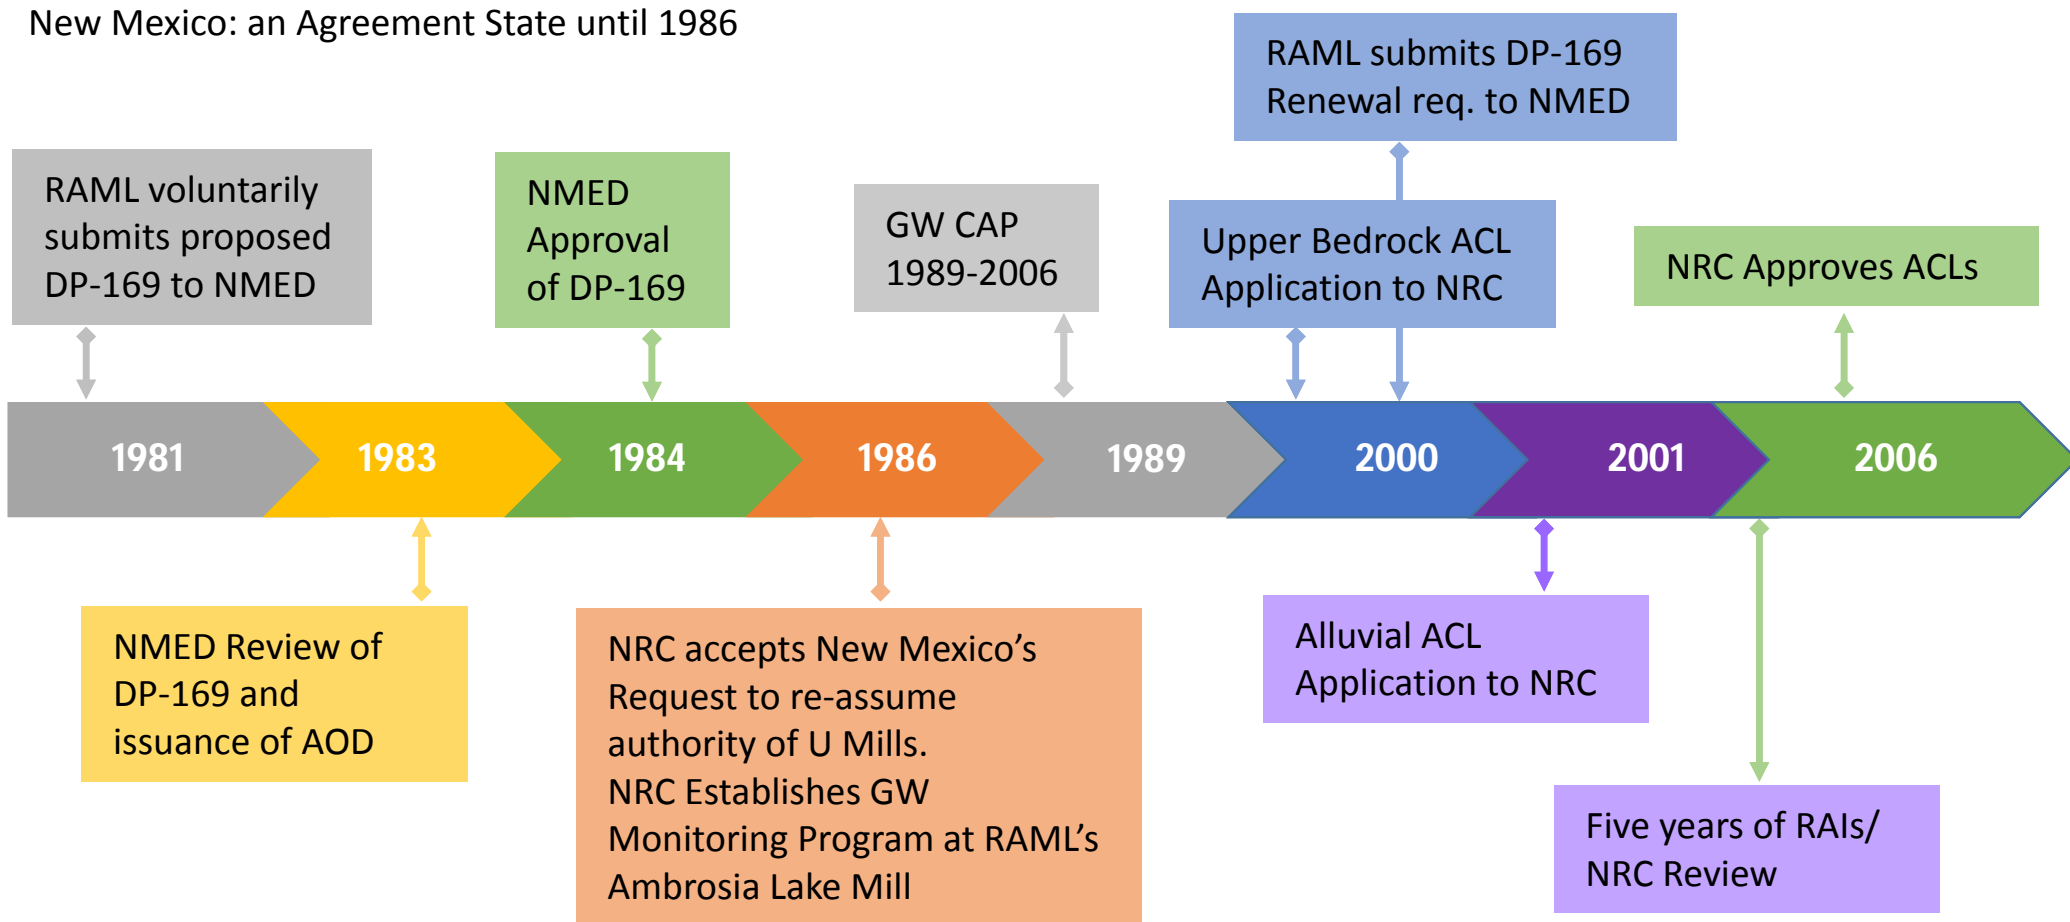 New Mexico: an Agreement State until 1986
RAML submits DP-169
Renewal req. to NMED
RAML voluntarily
submits proposed
DP-169 to NMED
NMED
Approval
of DP-169
GW CAP
1989-2006
Upper Bedrock ACL
Application to NRC
NRC Approves ACLs
1981
1983
1984
1986
1989
2000
2001
2006
NMED Review of
DP-169 and
issuance of AOD
NRC accepts New Mexico’s
Request to re-assume
authority of U Mills.
NRC Establishes GW
Monitoring Program at RAML’s
Ambrosia Lake Mill
Alluvial ACL
Application to NRC
Five years of RAIs/
NRC Review